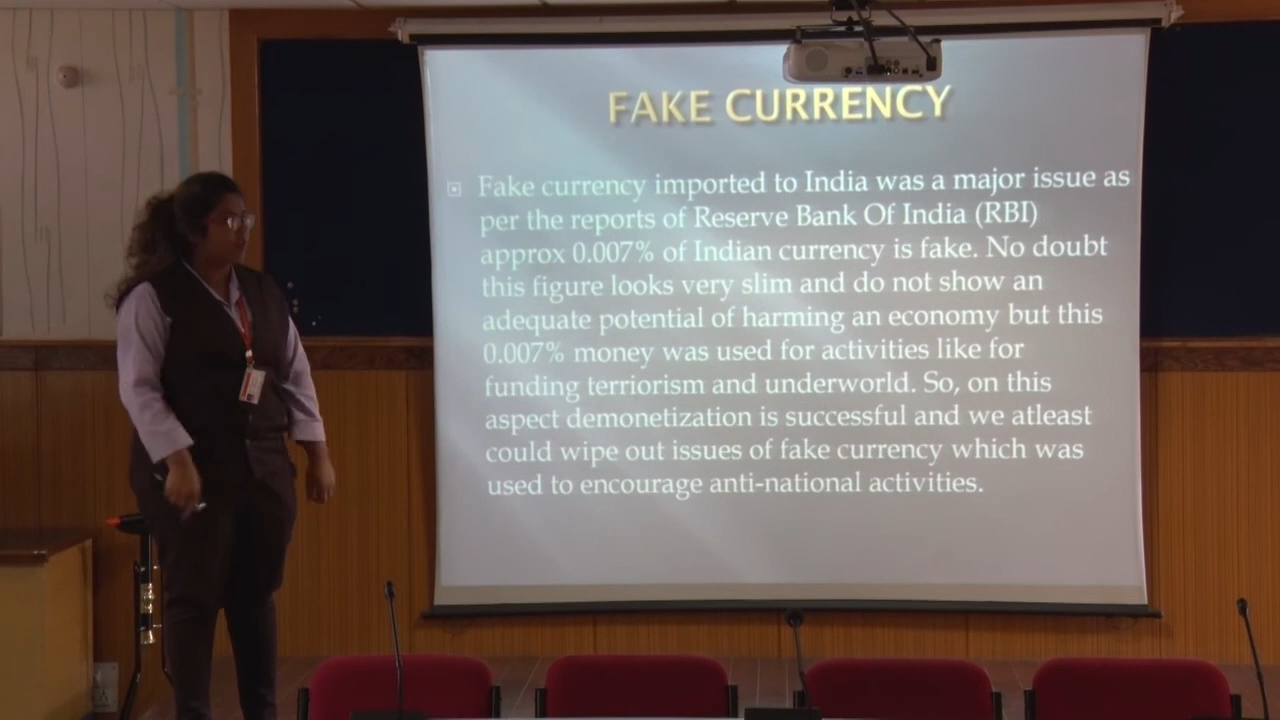 FAKE CURRENCY
Fake currency imported to India was a major issue as
per the reports of Reserve Bank Of India (RBI)
approx 0.007% of Indian currency is fake. No doubt
this figure looks very slim and do not show an
adequate potential of harming an economy but this
0.007% money was used for activities like for
funding terriorism and underworld. So, on this
aspect demonetization is successful and we atleast
could wipe out issues of fake currency which was
used to encourage anti-national activities.